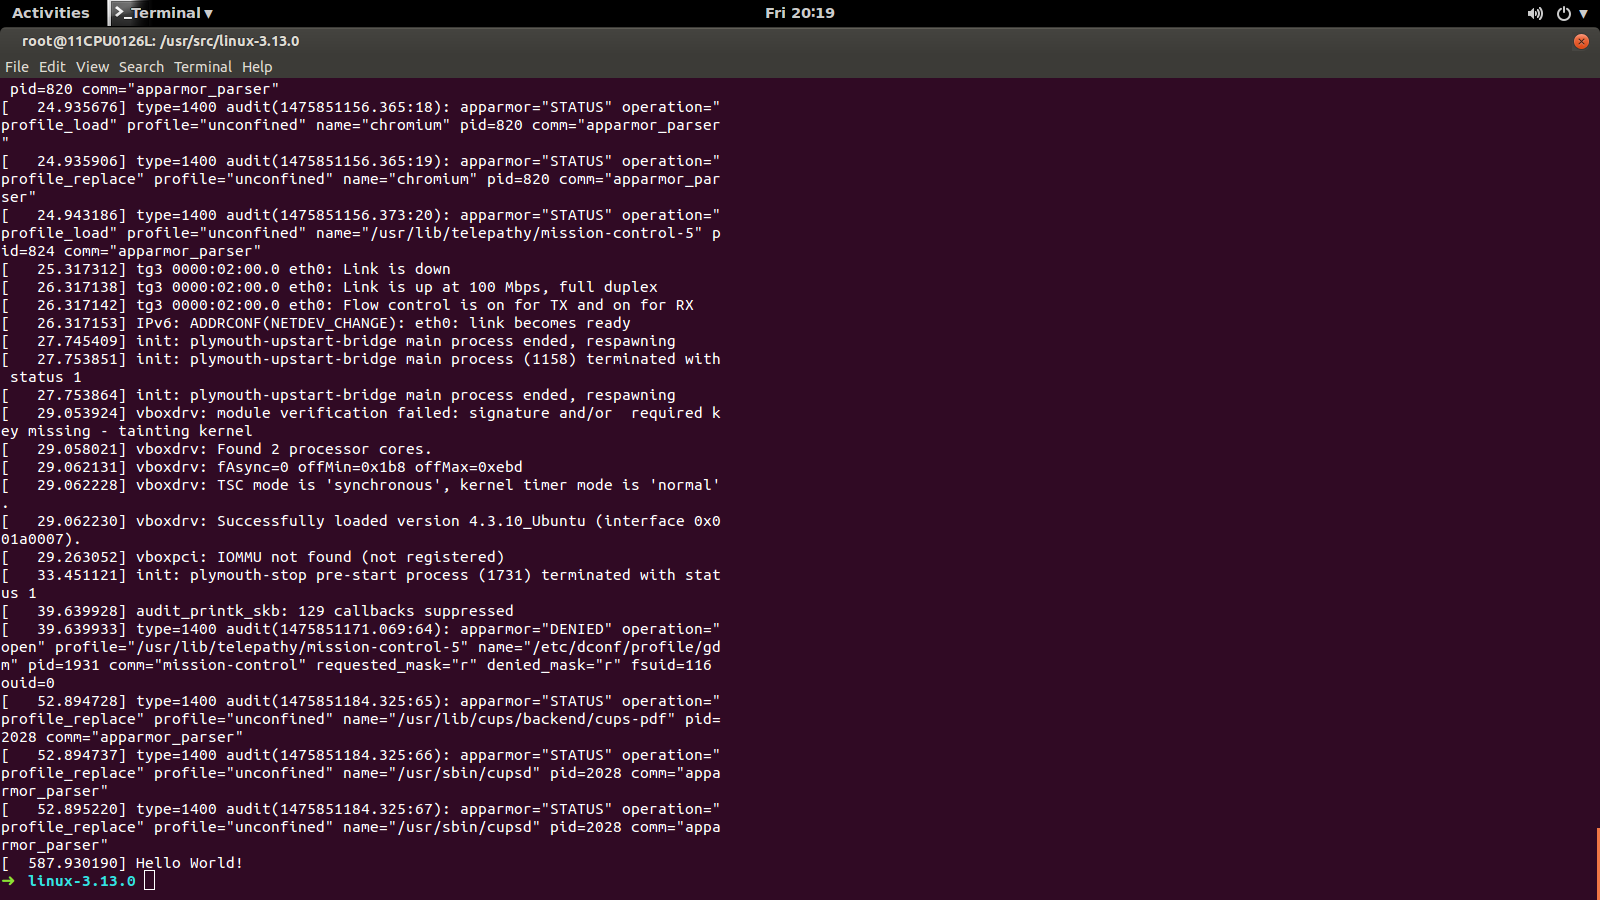 Activities Terminal Fri 20:19
root@11CPU0126L: /usr/src/linux-3.13.0
File Edit View Search Terminal Help
 pid=820 comm="apparmor_parser"
[   24.935676] type=1400 audit(1475851156.365:18): apparmor="STATUS" operation="
profile_load" profile="unconfined" name="chromium" pid=820 comm="apparmor_parser
"
[   24.935906] type=1400 audit(1475851156.365:19): apparmor="STATUS" operation="
profile_replace" profile="unconfined" name="chromium" pid=820 comm="apparmor_par
ser"
[   24.943186] type=1400 audit(1475851156.373:20): apparmor="STATUS" operation="
profile_load" profile="unconfined" name="/usr/lib/telepathy/mission-control-5" p
id=824 comm="apparmor_parser"
[   25.317312] tg3 0000:02:00.0 eth0: Link is down
[   26.317138] tg3 0000:02:00.0 eth0: Link is up at 100 Mbps, full duplex
[   26.317142] tg3 0000:02:00.0 eth0: Flow control is on for TX and on for RX
[   26.317153] IPv6: ADDRCONF(NETDEV_CHANGE): eth0: link becomes ready
[   27.745409] init: plymouth-upstart-bridge main process ended, respawning
[   27.753851] init: plymouth-upstart-bridge main process (1158) terminated with
 status 1
[   27.753864] init: plymouth-upstart-bridge main process ended, respawning
[   29.053924] vboxdrv: module verification failed: signature and/or  required k
ey missing - tainting kernel
[   29.058021] vboxdrv: Found 2 processor cores.
[   29.062131] vboxdrv: fAsync=0 offMin=0x1b8 offMax=0xebd
[   29.062228] vboxdrv: TSC mode is 'synchronous', kernel timer mode is 'normal'
.
[   29.062230] vboxdrv: Successfully loaded version 4.3.10_Ubuntu (interface 0x0
01a0007).
[   29.263052] vboxpci: IOMMU not found (not registered)
[   33.451121] init: plymouth-stop pre-start process (1731) terminated with stat
us 1
[   39.639928] audit_printk_skb: 129 callbacks suppressed
[   39.639933] type=1400 audit(1475851171.069:64): apparmor="DENIED" operation="
open" profile="/usr/lib/telepathy/mission-control-5" name="/etc/dconf/profile/gd
m" pid=1931 comm="mission-control" requested_mask="r" denied_mask="r" fsuid=116
ouid=0
[   52.894728] type=1400 audit(1475851184.325:65): apparmor="STATUS" operation="
profile_replace" profile="unconfined" name="/usr/lib/cups/backend/cups-pdf" pid=
2028 comm="apparmor_parser"
[   52.894737] type=1400 audit(1475851184.325:66): apparmor="STATUS" operation="
profile_replace" profile="unconfined" name="/usr/sbin/cupsd" pid=2028 comm="appa
rmor_parser"
[   52.895220] type=1400 audit(1475851184.325:67): apparmor="STATUS" operation="
profile_replace" profile="unconfined" name="/usr/sbin/cupsd" pid=2028 comm="appa
rmor_parser"
[  587.930190] Hello World!
➜  linux-3.13.0